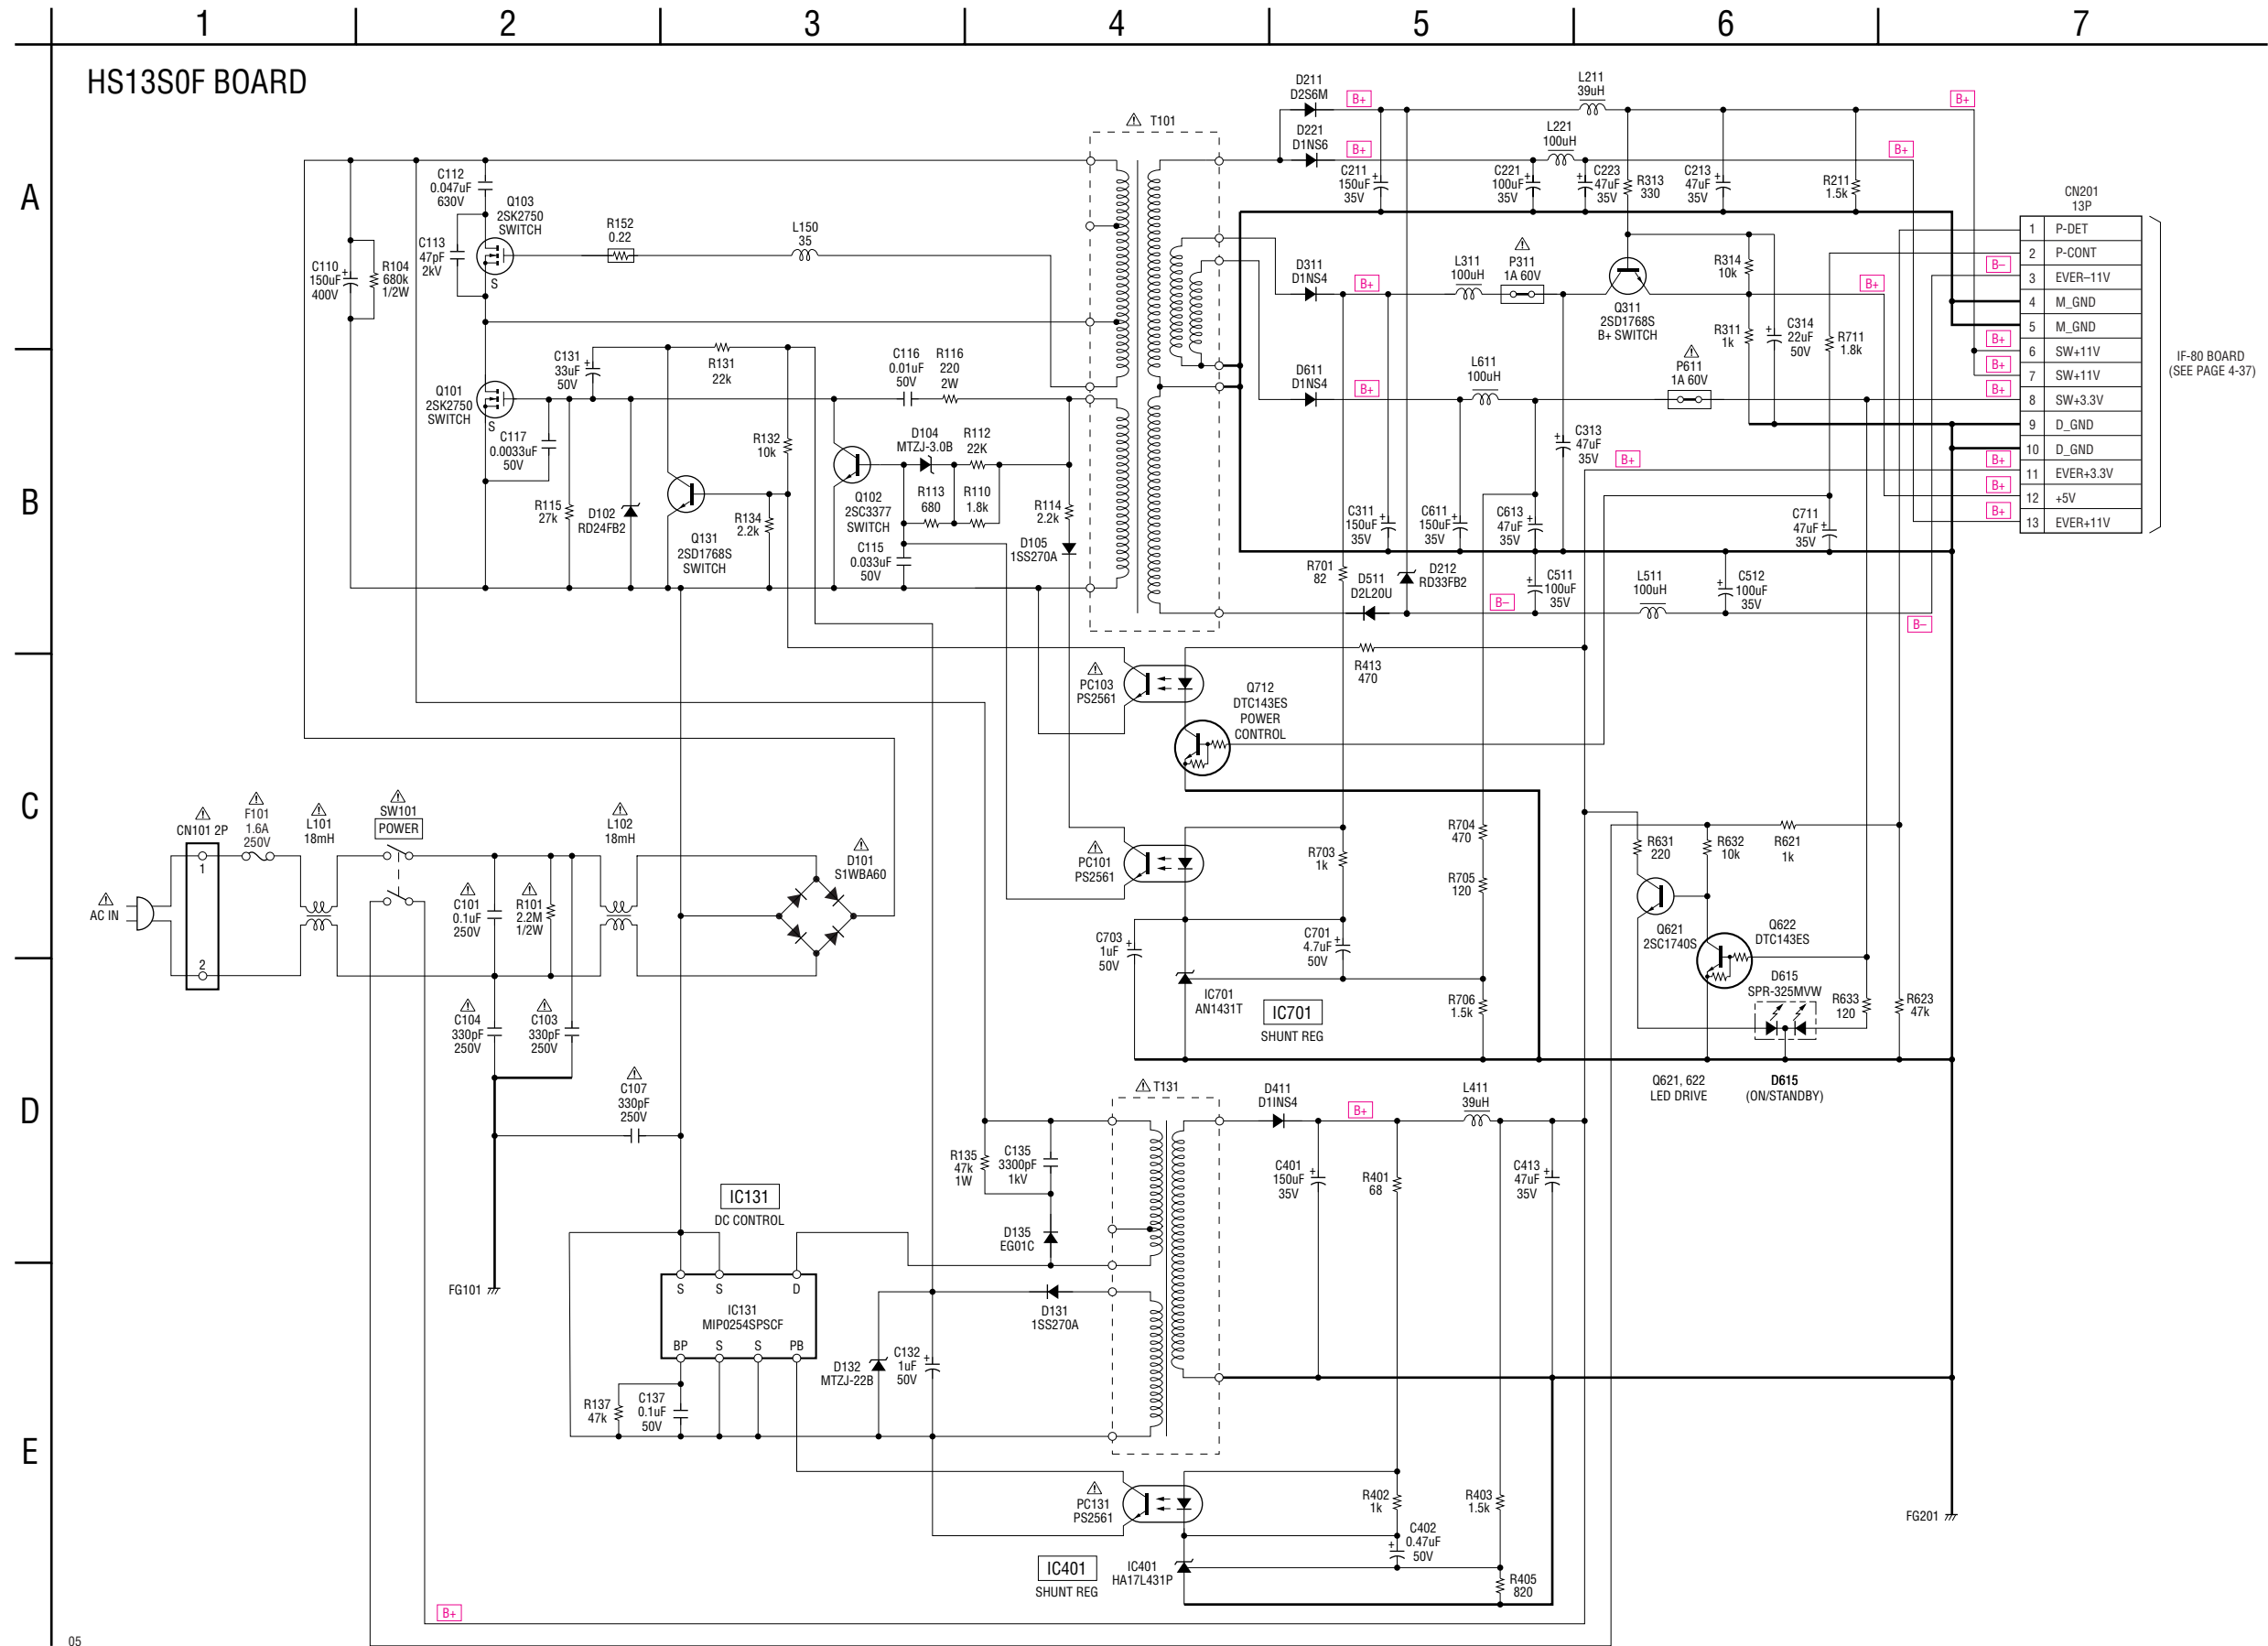 1 2 3 4 5 6 7
HS13S0F BOARD
A
B
C
D
E
C112
0.047uF
630V
Q103
2SK2750
SWITCH
C113
47pF
2kV
S
R152
0.22
L150
35
C110
150uF
400V
R104
680k
1/2W
T101
D211
D2S6M
B+
D221
D1NS6
B+
L211
39uH
L221
100uH
B+
B+
C211
150uF
35V
C221
100uF
35V
C223
47uF
35V
R313
330
C213
47uF
35V
R211
1.5k
D311
D1NS4
B+
L311
100uH
P311
1A 60V
Q311
2SD1768S
B+ SWITCH
R314
10k
B+
R311
1k
C314
22uF
50V
R711
1.8k
CN201
13P
1 P-DET
2 P-CONT
B– 3 EVER–11V
4 M_GND
5 M_GND
B+ 6 SW+11V
B+ 7 SW+11V
B+ 8 SW+3.3V
9 D_GND
10 D_GND
B+ 11 EVER+3.3V
B+ 12 +5V
B+ 13 EVER+11V
IF-80 BOARD
(SEE PAGE 4-37)
Q101
2SK2750
SWITCH
S
C131
33uF
50V
R131
22k
C116
0.01uF
50V
R116
220
2W
C117
0.0033uF
50V
R115
27k
D102
RD24FB2
R132
10k
Q131
2SD1768S
SWITCH
R134
2.2k
D104
MTZJ-3.0B
R112
22K
Q102
2SC3377
SWITCH
R113
680
R110
1.8k
C115
0.033uF
50V
R114
2.2k
D105
1SS270A
D611
D1NS4
B+
L611
100uH
P611
1A 60V
C313
47uF
35V
B+
C311
150uF
35V
C611
150uF
35V
C613
47uF
35V
C711
47uF
35V
R701
82
D511
D2L20U
D212
RD33FB2
B–
C511
100uF
35V
L511
100uH
C512
100uF
35V
B–
PC103
PS2561
R413
470
Q712
DTC143ES
POWER
CONTROL
CN101 2P
1
2
AC IN
F101
1.6A
250V
L101
18mH
SW101
POWER
C101
0.1uF
250V
R101
2.2M
1/2W
L102
18mH
D101
S1WBA60
C104
330pF
250V
C103
330pF
250V
C107
330pF
250V
FG101
PC101
PS2561
R703
1k
R704
470
R705
120
C703
1uF
50V
C701
4.7uF
50V
IC701
AN1431T
IC701
SHUNT REG
R706
1.5k
R631
220
R632
10k
R621
1k
Q621
2SC1740S
Q622
DTC143ES
D615
SPR-325MVW
R633
120
R623
47k
Q621, 622
LED DRIVE
D615
(ON/STANDBY)
T131
D411
D1INS4
B+
L411
39uH
R135
47k
1W
C135
3300pF
1kV
C401
150uF
35V
R401
68
C413
47uF
35V
IC131
DC CONTROL
D135
EG01C
S S D
IC131
MIP0254SPSCF
BP S S PB
D131
1SS270A
D132
MTZJ-22B
C132
1uF
50V
R137
47k
C137
0.1uF
50V
PC131
PS2561
R402
1k
R403
1.5k
C402
0.47uF
50V
IC401
SHUNT REG
IC401
HA17L431P
R405
820
FG201
B+
05